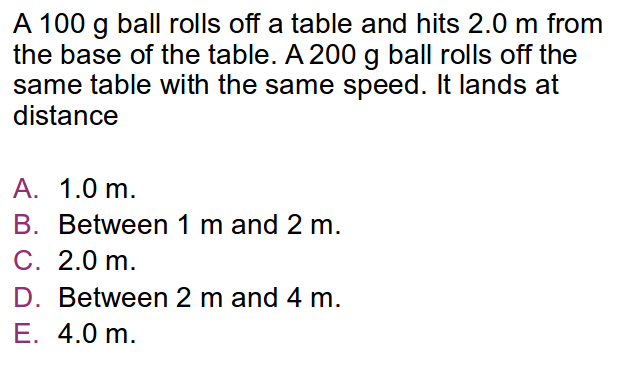 A 100 g ball rolls off a table and hits 2.0 m from
the base of the table. A 200 g ball rolls off the
same table with the same speed. It lands at
distance
A. 1.0 m.
B. Between 1 m and 2 m.
C. 2.0 m.
D. Between 2 m and 4 m.
E. 4.0 m.